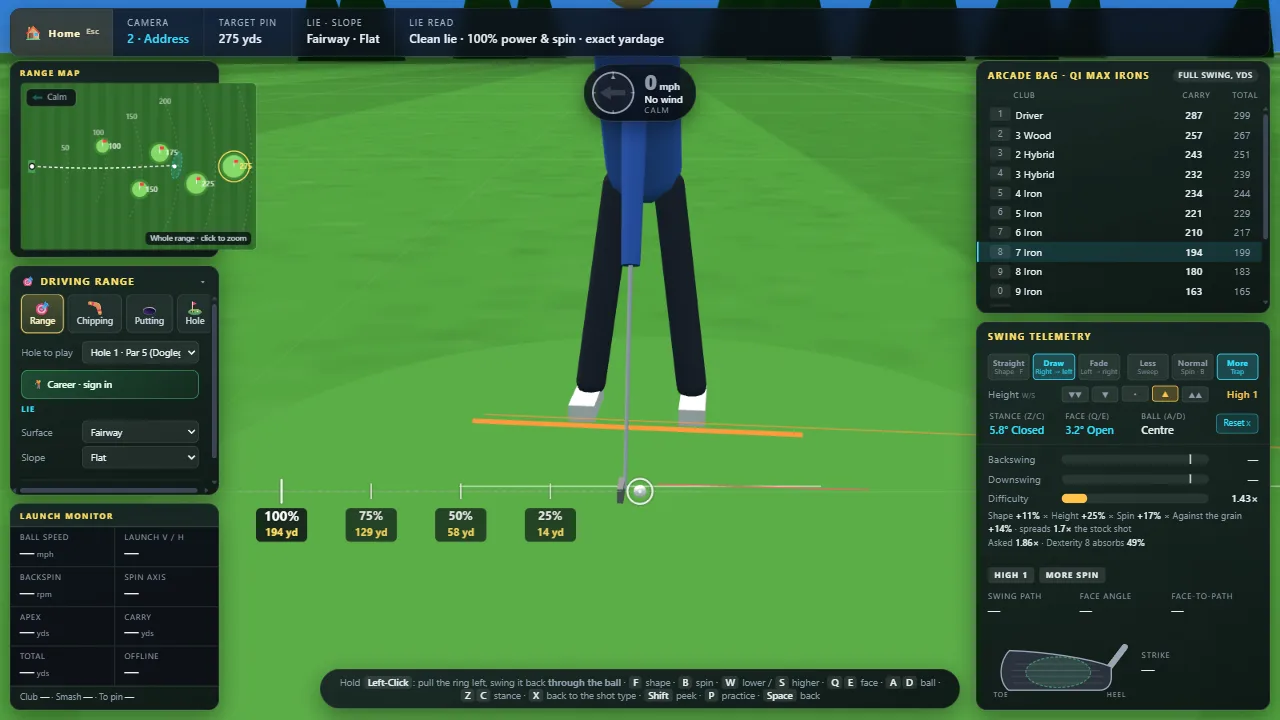 Home Esc
CAMERA
2 · Address
TARGET PIN
275 yds
LIE · SLOPE
Fairway · Flat
LIE READ
Clean lie · 100% power & spin · exact yardage
RANGE MAP
Calm
200
150
100
50
100
175
275
150
225
Whole range · click to zoom
0 mph
No wind
CALM
DRIVING RANGE
Range
Chipping
Putting
Hole
Hole to play
Hole 1 · Par 5 (Dogleg
Career · sign in
LIE
Surface
Fairway
Slope
Flat
LAUNCH MONITOR
BALL SPEED
— mph
LAUNCH V / H
—
BACKSPIN
— rpm
SPIN AXIS
—
APEX
— yds
CARRY
— yds
TOTAL
— yds
OFFLINE
—
Club — · Smash — · To pin —
100%
194 yd
75%
129 yd
50%
58 yd
25%
14 yd
Hold Left-Click : pull the ring left, swing it back through the ball · F shape · B spin · W lower / S higher · Q E face · A D ball ·
Z C stance · X back to the shot type · Shift peek · P practice · Space back
ARCADE BAG · QI MAX IRONS
FULL SWING, YDS
CLUB CARRY TOTAL
1 Driver 287 299
2 3 Wood 257 267
3 2 Hybrid 243 251
4 3 Hybrid 232 239
5 4 Iron 234 244
6 5 Iron 221 229
7 6 Iron 210 217
8 7 Iron 194 199
9 8 Iron 180 183
0 9 Iron 163 165
SWING TELEMETRY
Straight
Shape F
Draw
Right → left
Fade
Left → right
Less
Sweep
Normal
Spin B
More
Trap
Height W/S
High 1
STANCE (Z/C)
5.8° Closed
FACE (Q/E)
3.2° Open
BALL (A/D)
Centre
Reset X
Backswing —
Downswing —
Difficulty 1.43×
Shape +11% × Height +25% × Spin +17% × Against the grain
+14% · spreads 1.7× the stock shot
Asked 1.86× · Dexterity 8 absorbs 49%
HIGH 1
MORE SPIN
SWING PATH
—
FACE ANGLE
—
FACE-TO-PATH
—
STRIKE
—
TOE
HEEL